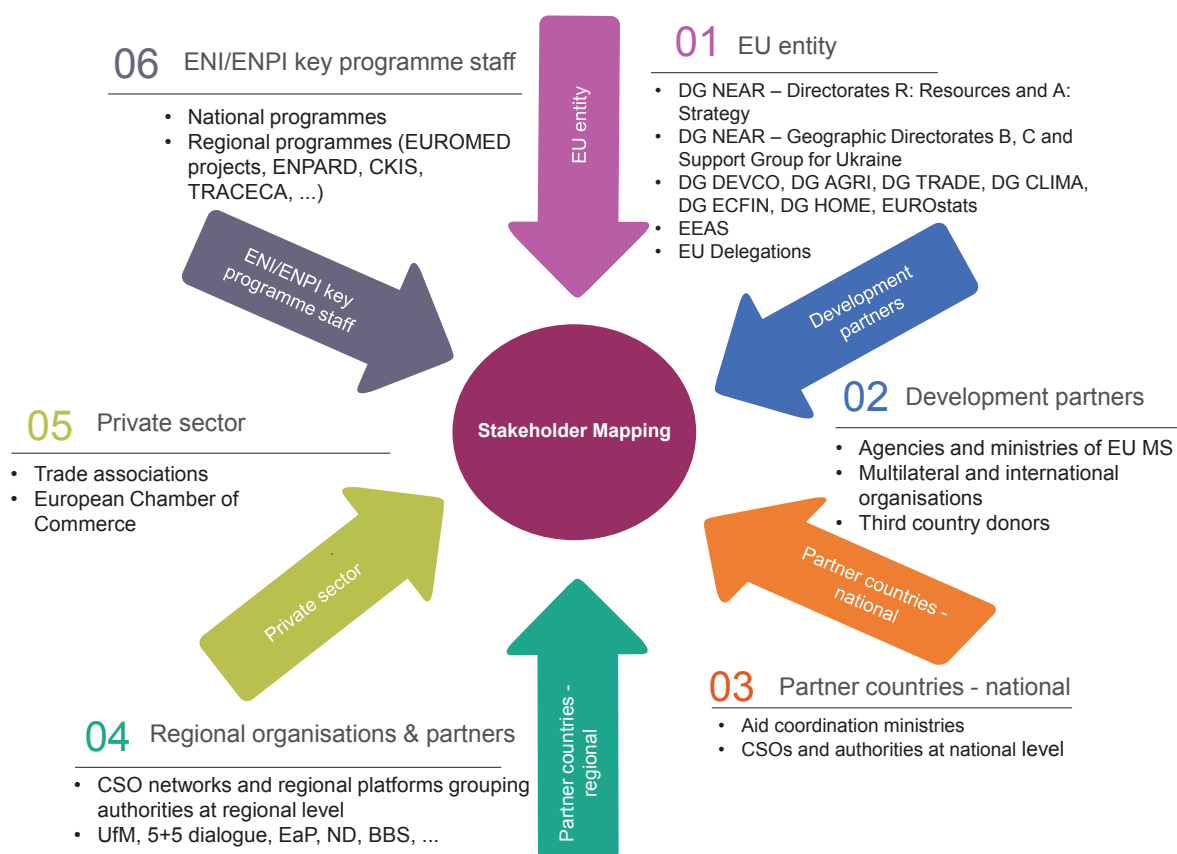 06 ENI/ENPI key programme staff
• National programmes
• Regional programmes (EUROMED
projects, ENPARD, CKIS,
TRACECA, ...)
EU entity
01 EU entity
• DG NEAR – Directorates R: Resources and A:
Strategy
• DG NEAR – Geographic Directorates B, C and
Support Group for Ukraine
• DG DEVCO, DG AGRI, DG TRADE, DG CLIMA,
DG ECFIN, DG HOME, EUROstats
• EEAS
• EU Delegations
ENI/ENPI key
programme staff
Development
partners
Stakeholder Mapping
05 Private sector
• Trade associations
• European Chamber of
Commerce
02 Development partners
• Agencies and ministries of EU MS
• Multilateral and international
organisations
• Third country donors
Private sector
Partner countries -
national
03 Partner countries - national
• Aid coordination ministries
• CSOs and authorities at national level
04 Regional organisations & partners
• CSO networks and regional platforms grouping
authorities at regional level
• UfM, 5+5 dialogue, EaP, ND, BBS, ...
Partner countries -
regional